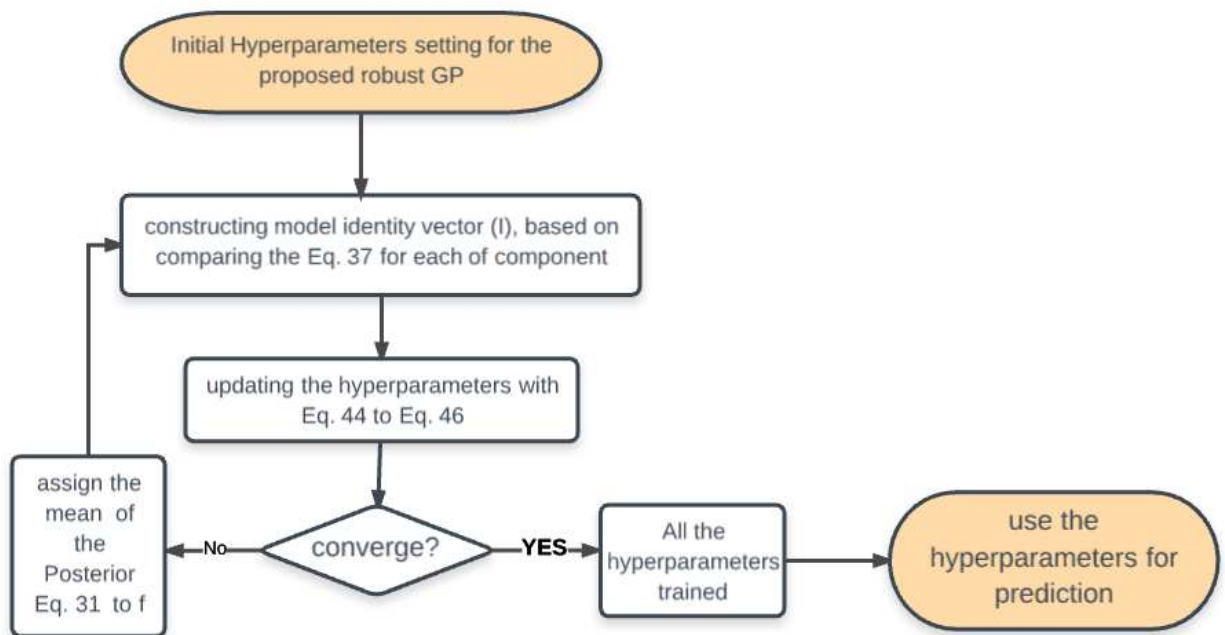 Initial Hyperparameters setting for the
proposed robust GP
constructing model identity vector (I), based on
comparing the Eq. 37 for each of component
updating the hyperparameters with
Eq. 44 to Eq. 46
converge?
No
assign the
mean of
the
Posterior
Eq. 31 to f
YES
All the
hyperparameters
trained
use the
hyperparameters for
prediction